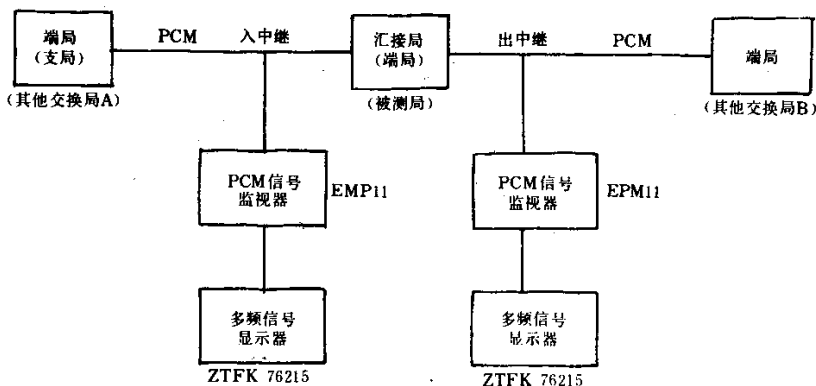 端局
(支局)
PCM
入中继
汇接局
(端局)
出中继
PCM
端局
(其他交换局A)
(被测局)
(其他交换局B)
PCM信号
监视器
EMP11
PCM信号
监视器
EPM11
多频信号
显示器
多频信号
显示器
ZTFK 76215
ZTFK 76215